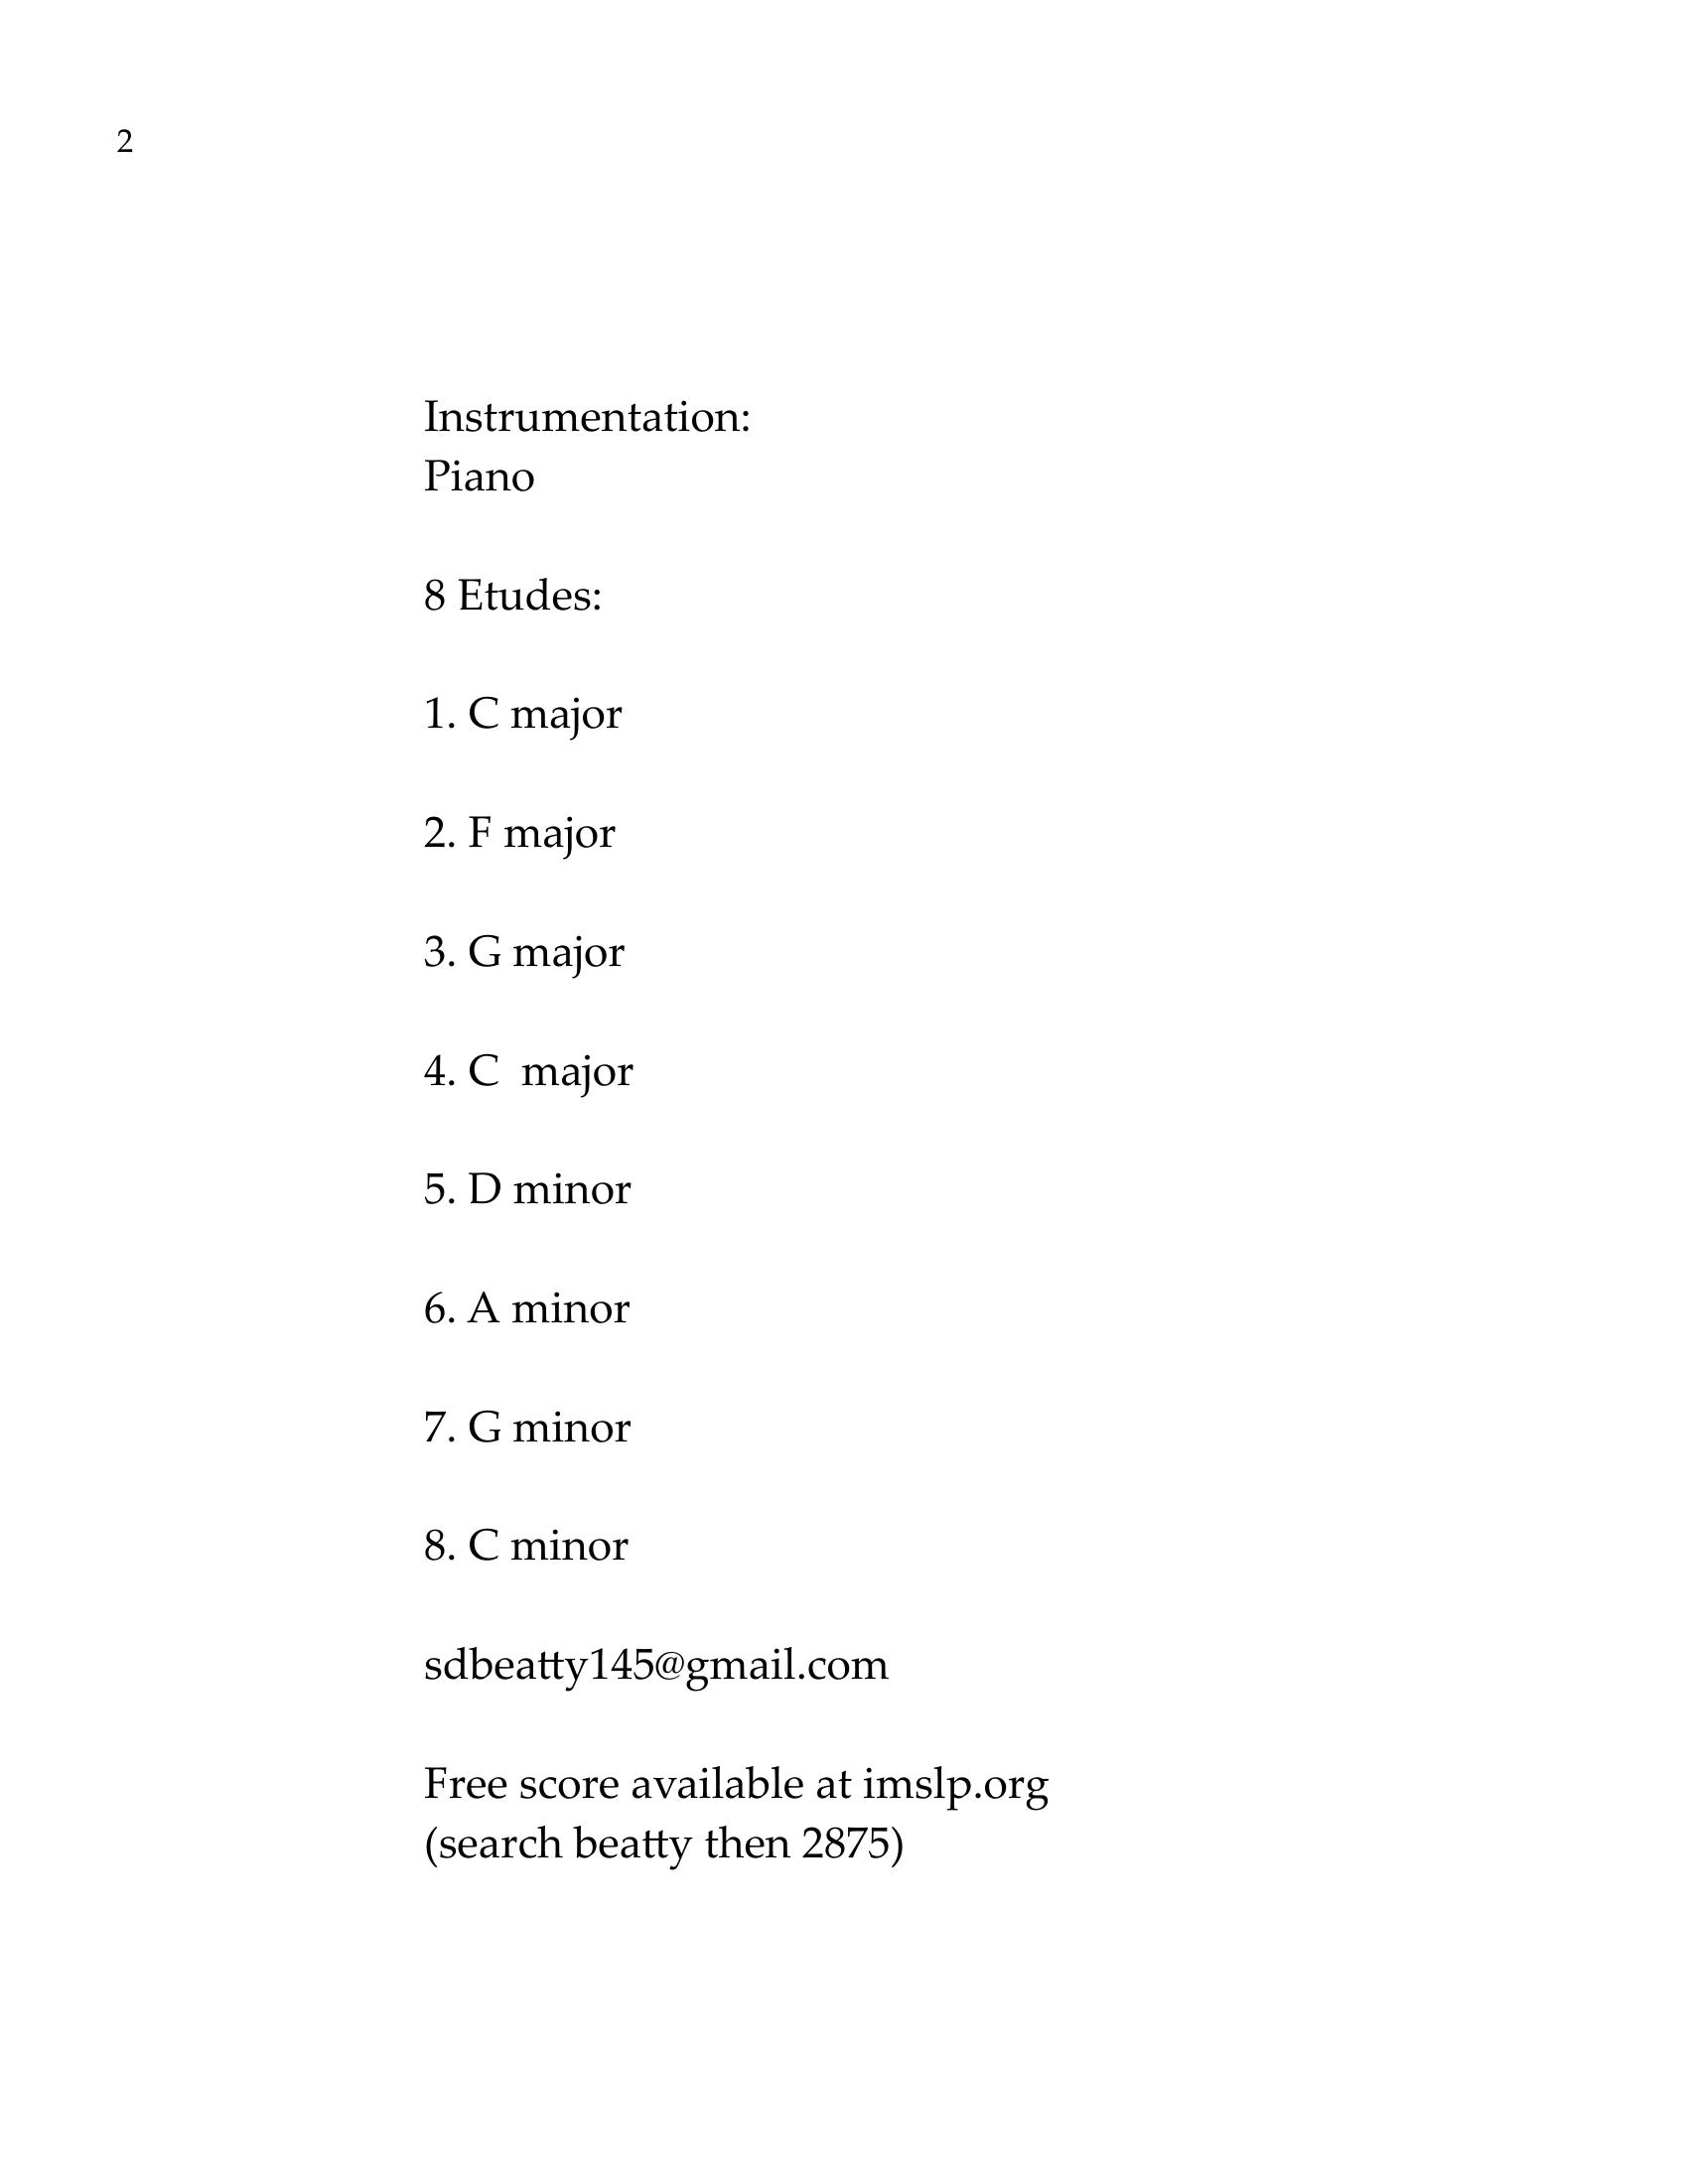 2
Instrumentation:
Piano
8 Etudes:
1. C major
2. F major
3. G major
4. C  major
5. D minor
6. A minor
7. G minor
8. C minor
sdbeatty145@gmail.com
Free score available at imslp.org
(search beatty then 2875)